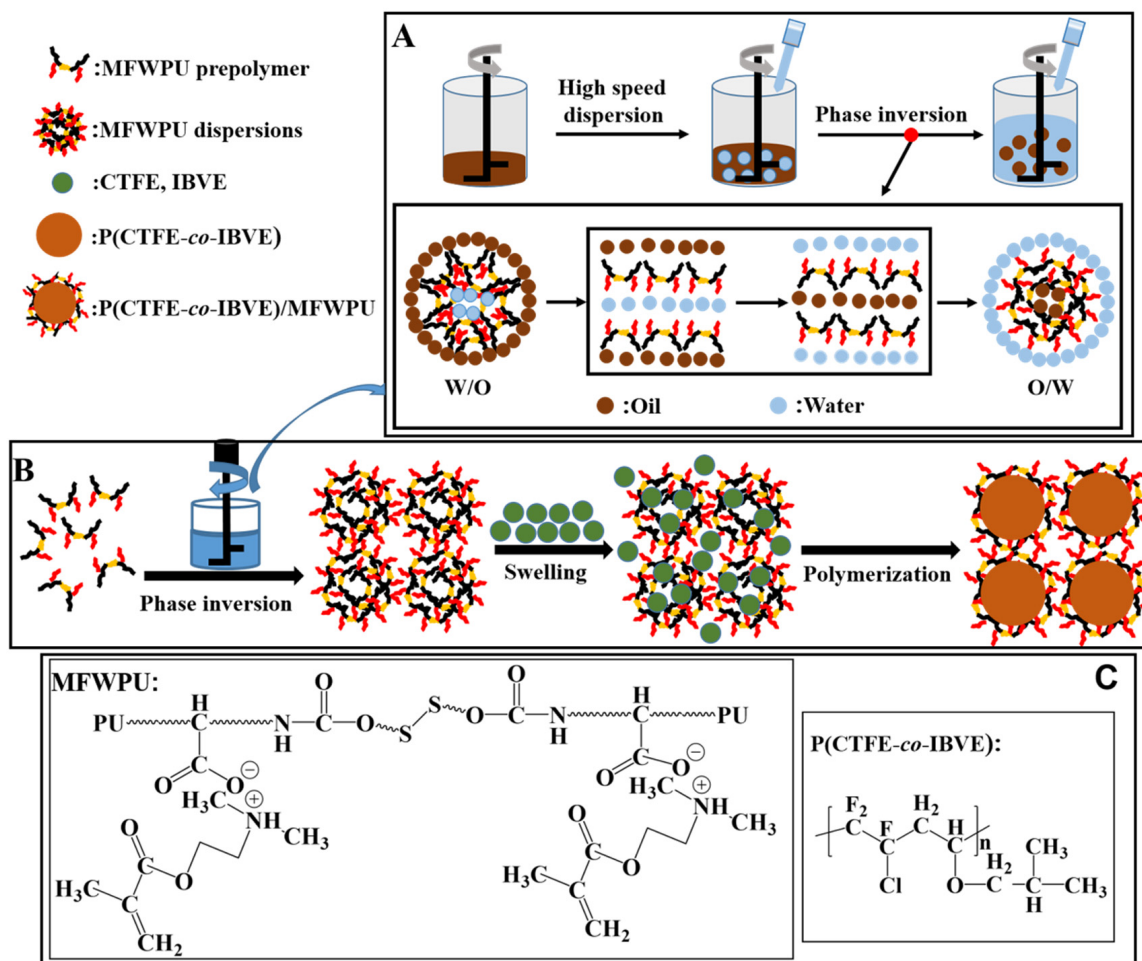 :MFWPU prepolymer
:MFWPU dispersions
:CTFE, IBVE
:P(CTFE-co-IBVE)
:P(CTFE-co-IBVE)/MFWPU
A
High speed
dispersion
Phase inversion
W/O
O/W
:Oil
:Water
B
Phase inversion
Swelling
Polymerization
C
MFWPU:
O
O
H
S
H
PU
C
N
C
O
S
O
C
N
C
PU
H
H
C
C
O
O
⊖
O
O
⊖
H3C
⊕
NH
CH3
H3C
⊕
NH
CH3
O
O
C
O
C
O
H3C
C
H3C
C
CH2
CH2
P(CTFE-co-IBVE):
F2
F
H2
H
C
C
C
C
n
Cl
O
H2
C
CH3
C
CH3
H